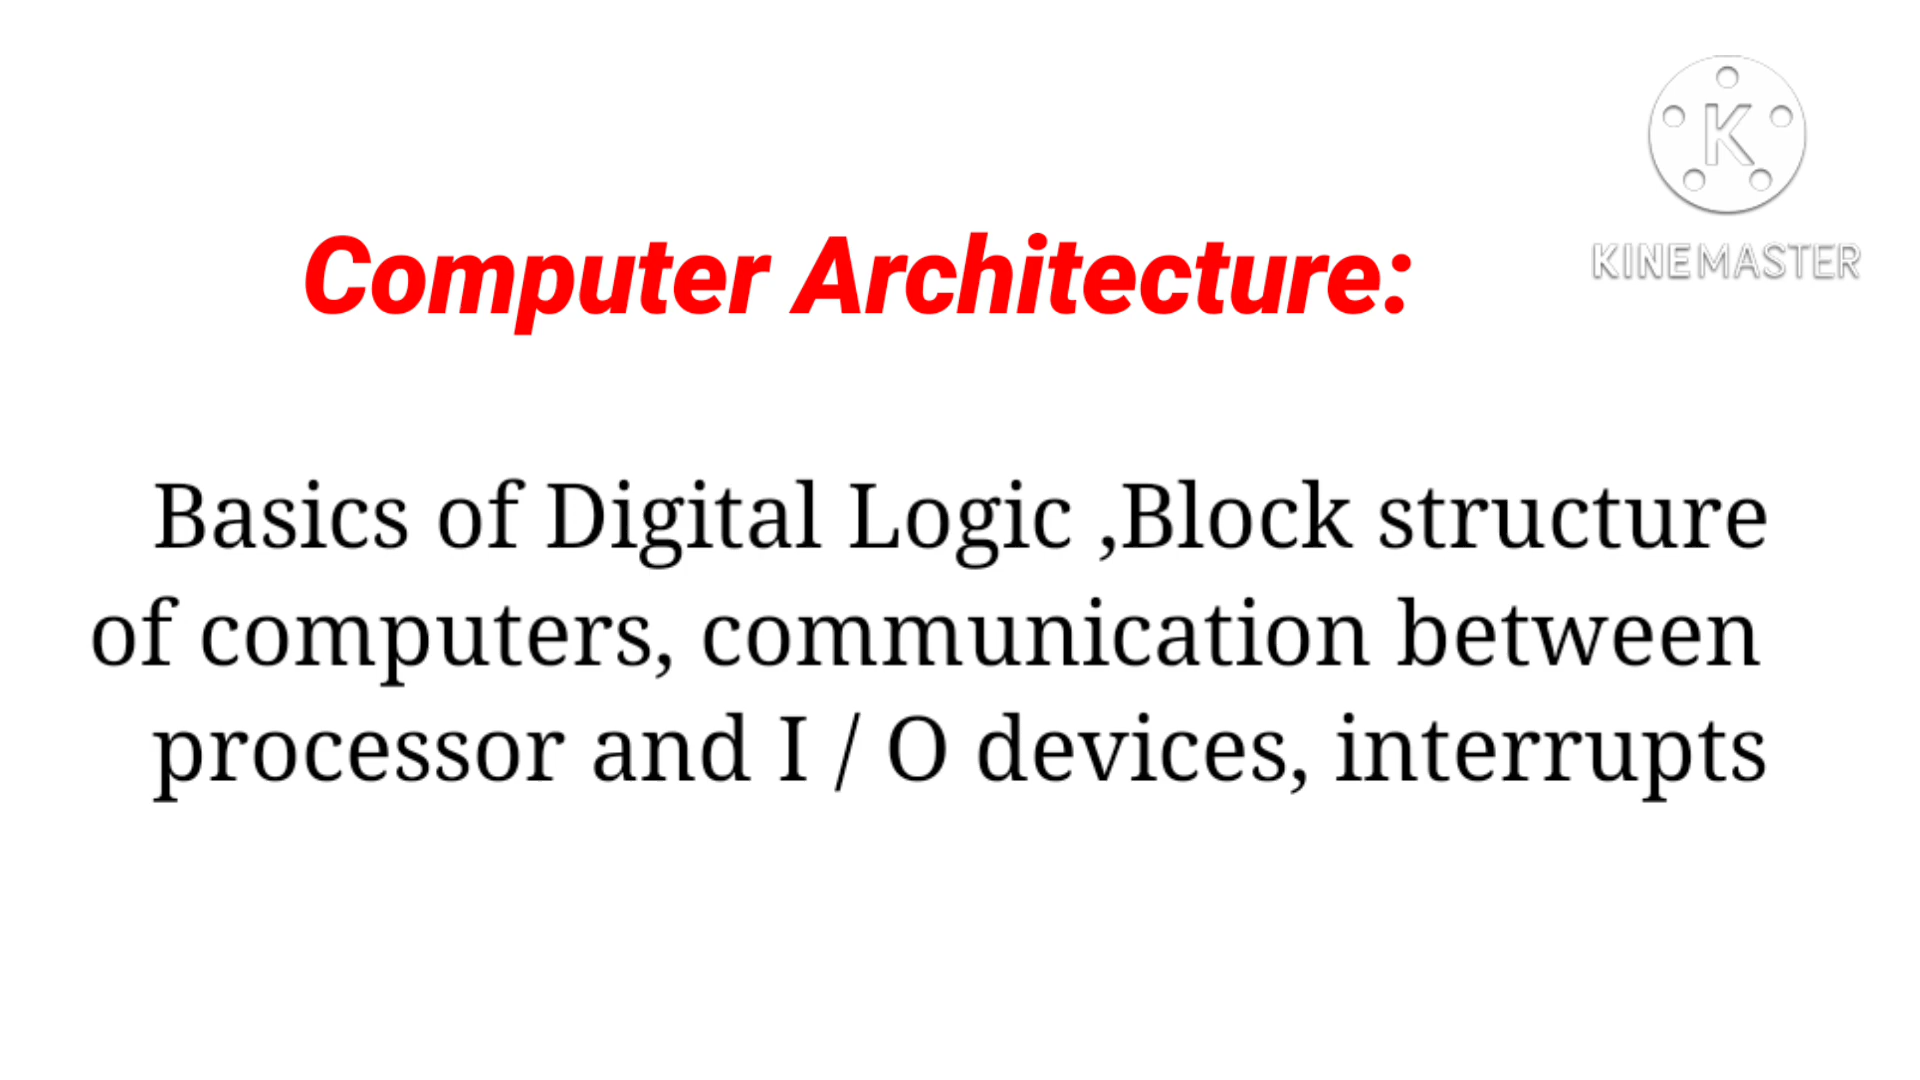 K
KINEMASTER
Computer Architecture:
Basics of Digital Logic ,Block structure
of computers, communication between
processor and I / O devices, interrupts